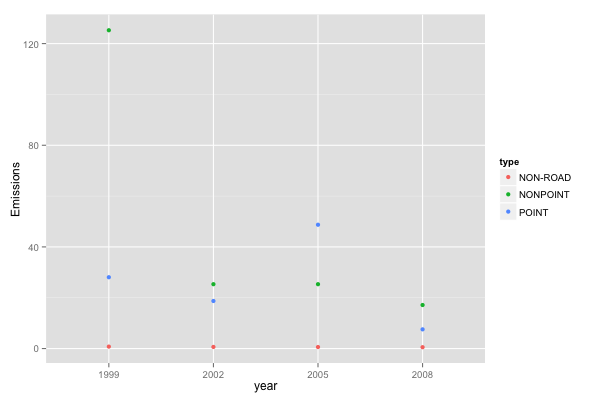 120
80
40
0
Emissions
1999 2002 2005 2008
year
type
NON-ROAD
NONPOINT
POINT